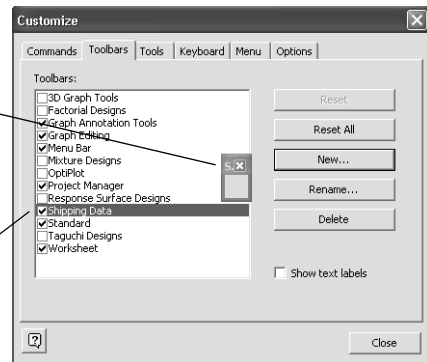 Customize
Commands Toolbars Tools Keyboard Menu Options
Toolbars:
3D Graph Tools
Factorial Designs
Graph Annotation Tools
Graph Editing
Menu Bar
Mixture Designs
OptiPlot
Project Manager
Response Surface Designs
Shipping Data
Standard
Taguchi Designs
Worksheet
S.
Reset
Reset All
New...
Rename...
Delete
Show text labels
?
Close